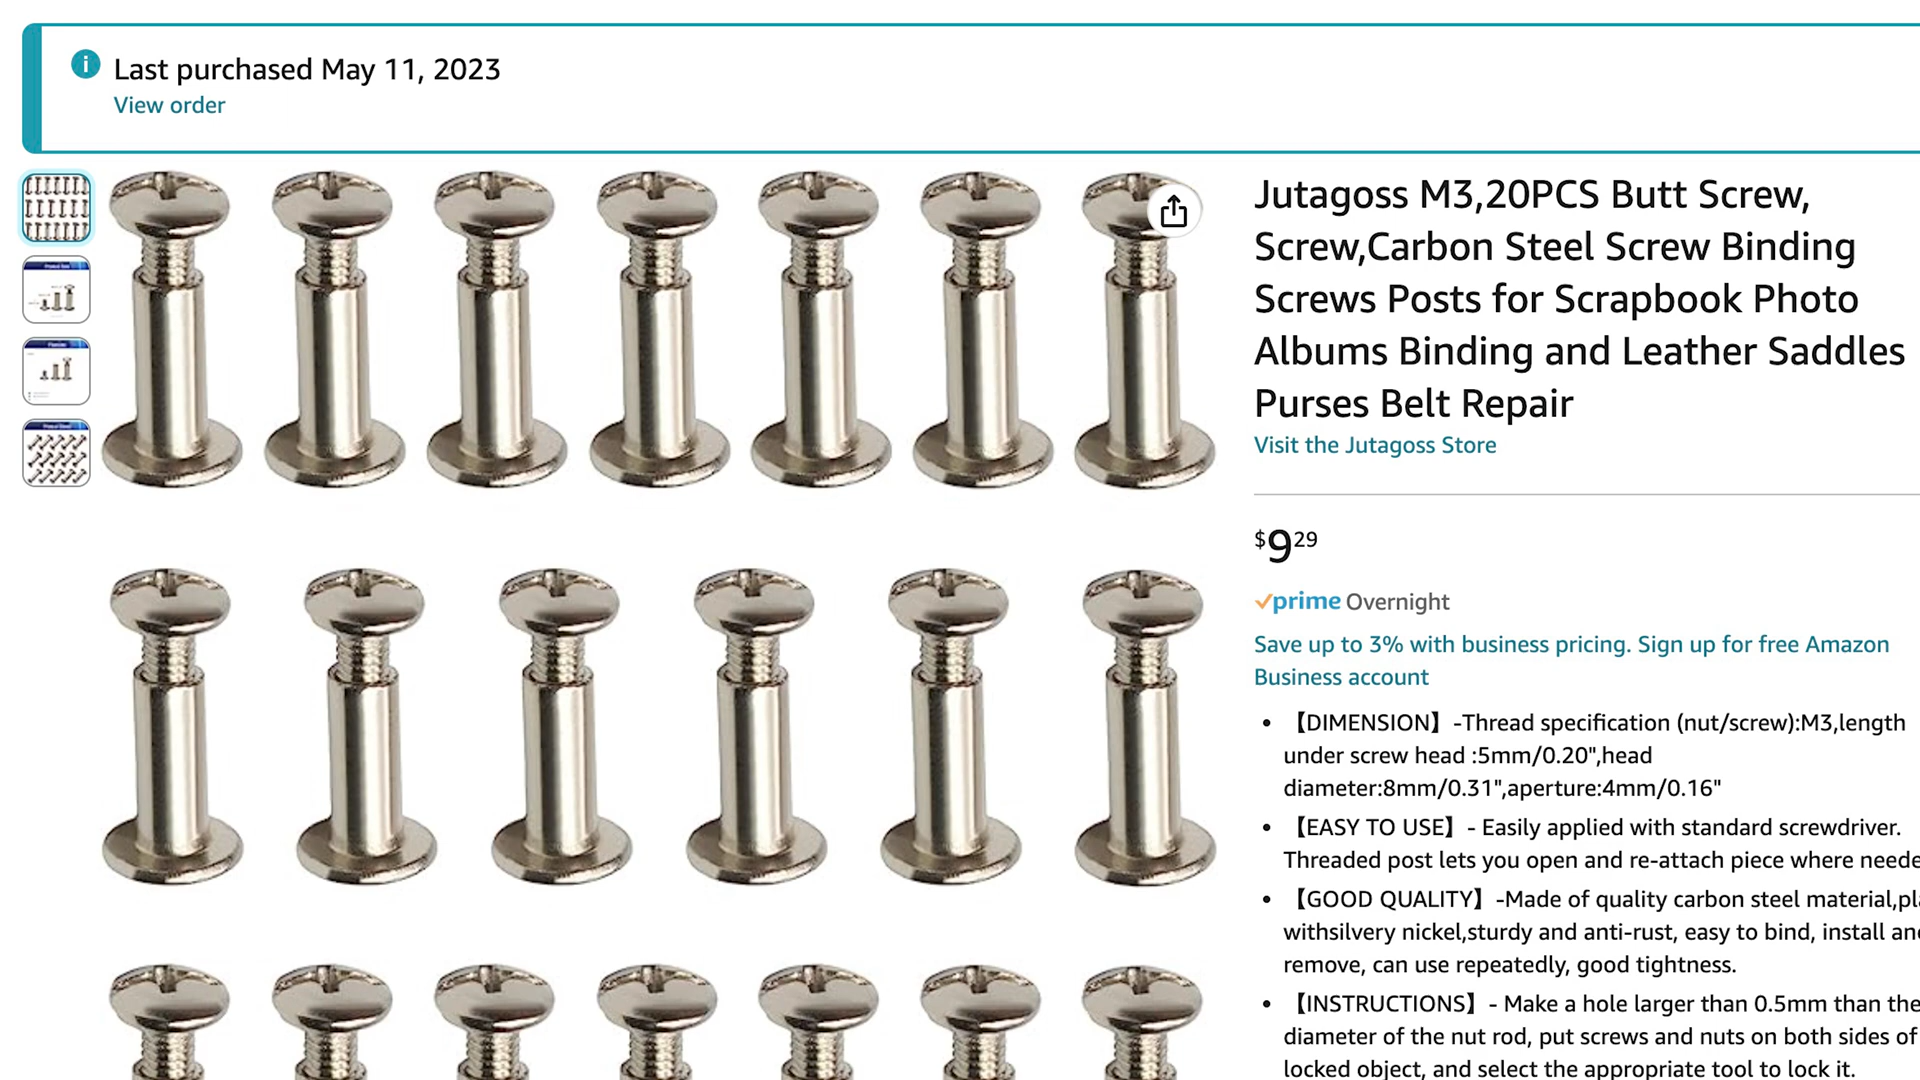 Last purchased May 11, 2023
View order
Jutagoss M3,20PCS Butt Screw,
Screw,Carbon Steel Screw Binding
Screws Posts for Scrapbook Photo
Albums Binding and Leather Saddles
Purses Belt Repair
Visit the Jutagoss Store
$9 29
prime Overnight
Save up to 3% with business pricing. Sign up for free Amazon
Business account
• 【DIMENSION】-Thread specification (nut/screw):M3,length
under screw head :5mm/0.20",head
diameter:8mm/0.31",aperture:4mm/0.16"
• 【EASY TO USE】- Easily applied with standard screwdriver.
Threaded post lets you open and re-attach piece where neede
• 【GOOD QUALITY】-Made of quality carbon steel material,pla
withsilvery nickel,sturdy and anti-rust, easy to bind, install and
remove, can use repeatedly, good tightness.
• 【INSTRUCTIONS】- Make a hole larger than 0.5mm than the
diameter of the nut rod, put screws and nuts on both sides of
locked object, and select the appropriate tool to lock it.